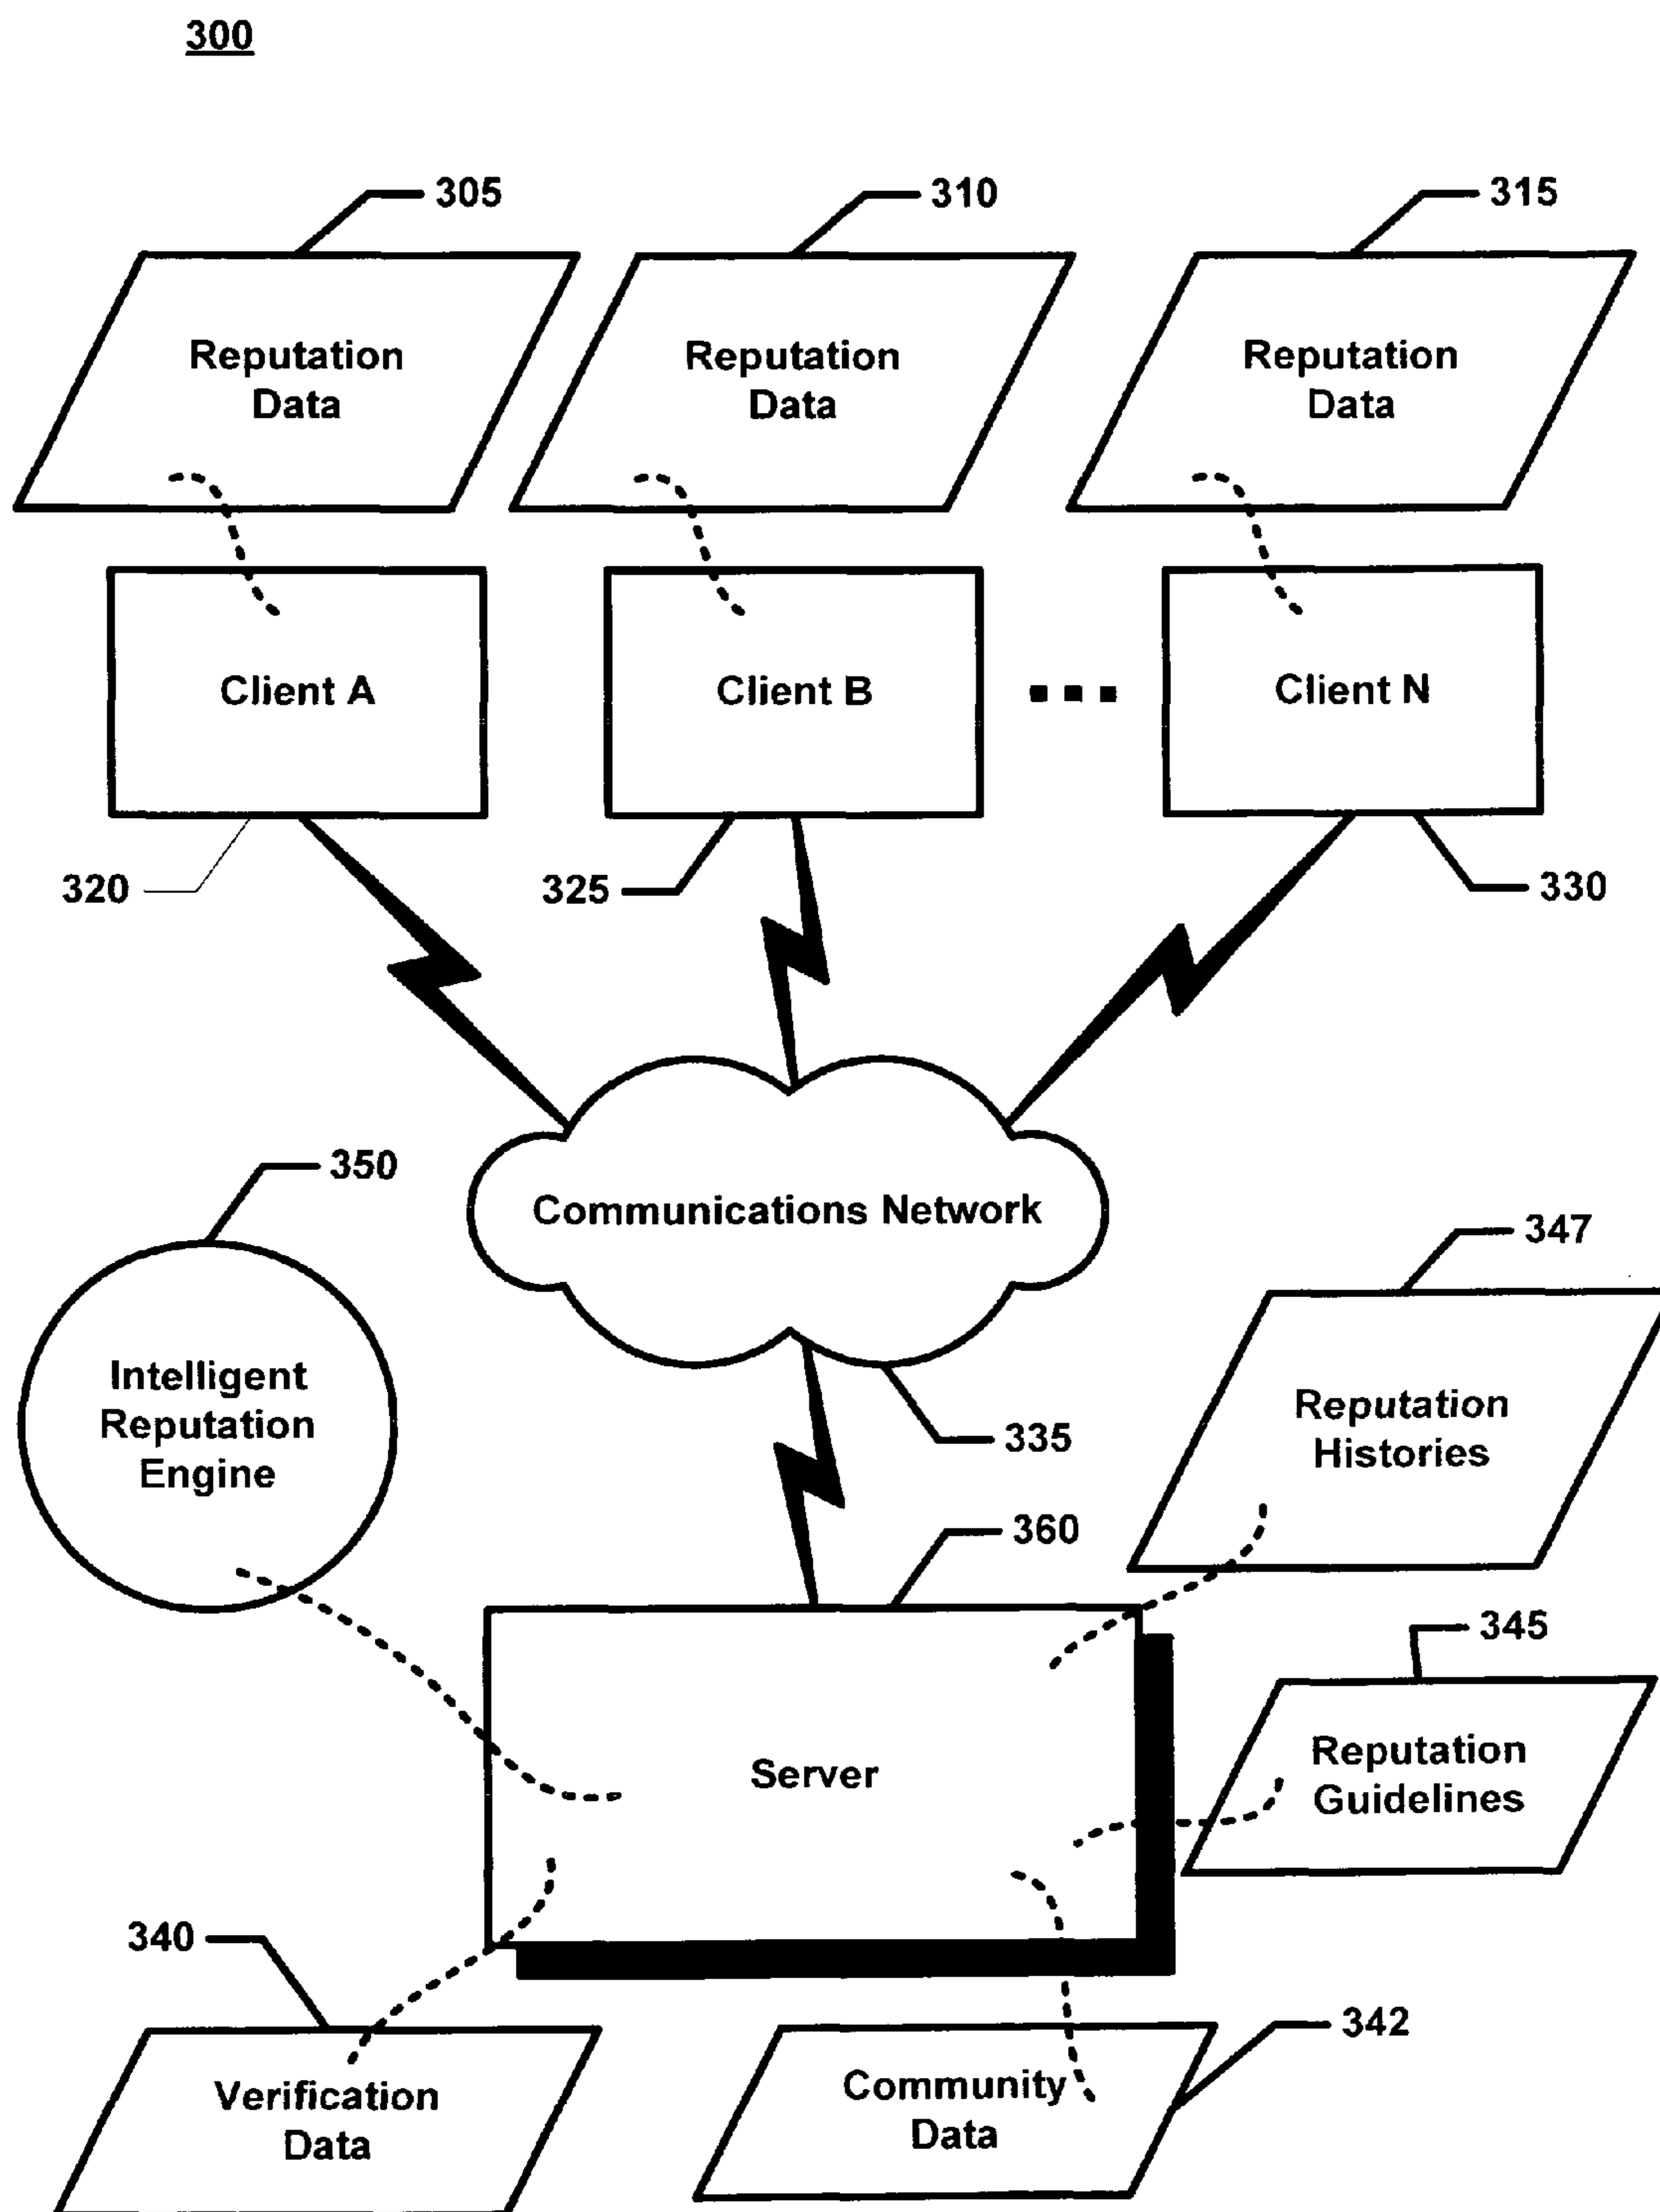 300
305
310
315
Reputation
Data
Reputation
Data
Reputation
Data
Client A
Client B
Client N
320
325
330
350
Communications Network
347
Intelligent
Reputation
Engine
Reputation
Histories
335
360
345
Server
Reputation
Guidelines
340
342
Verification
Data
Community
Data